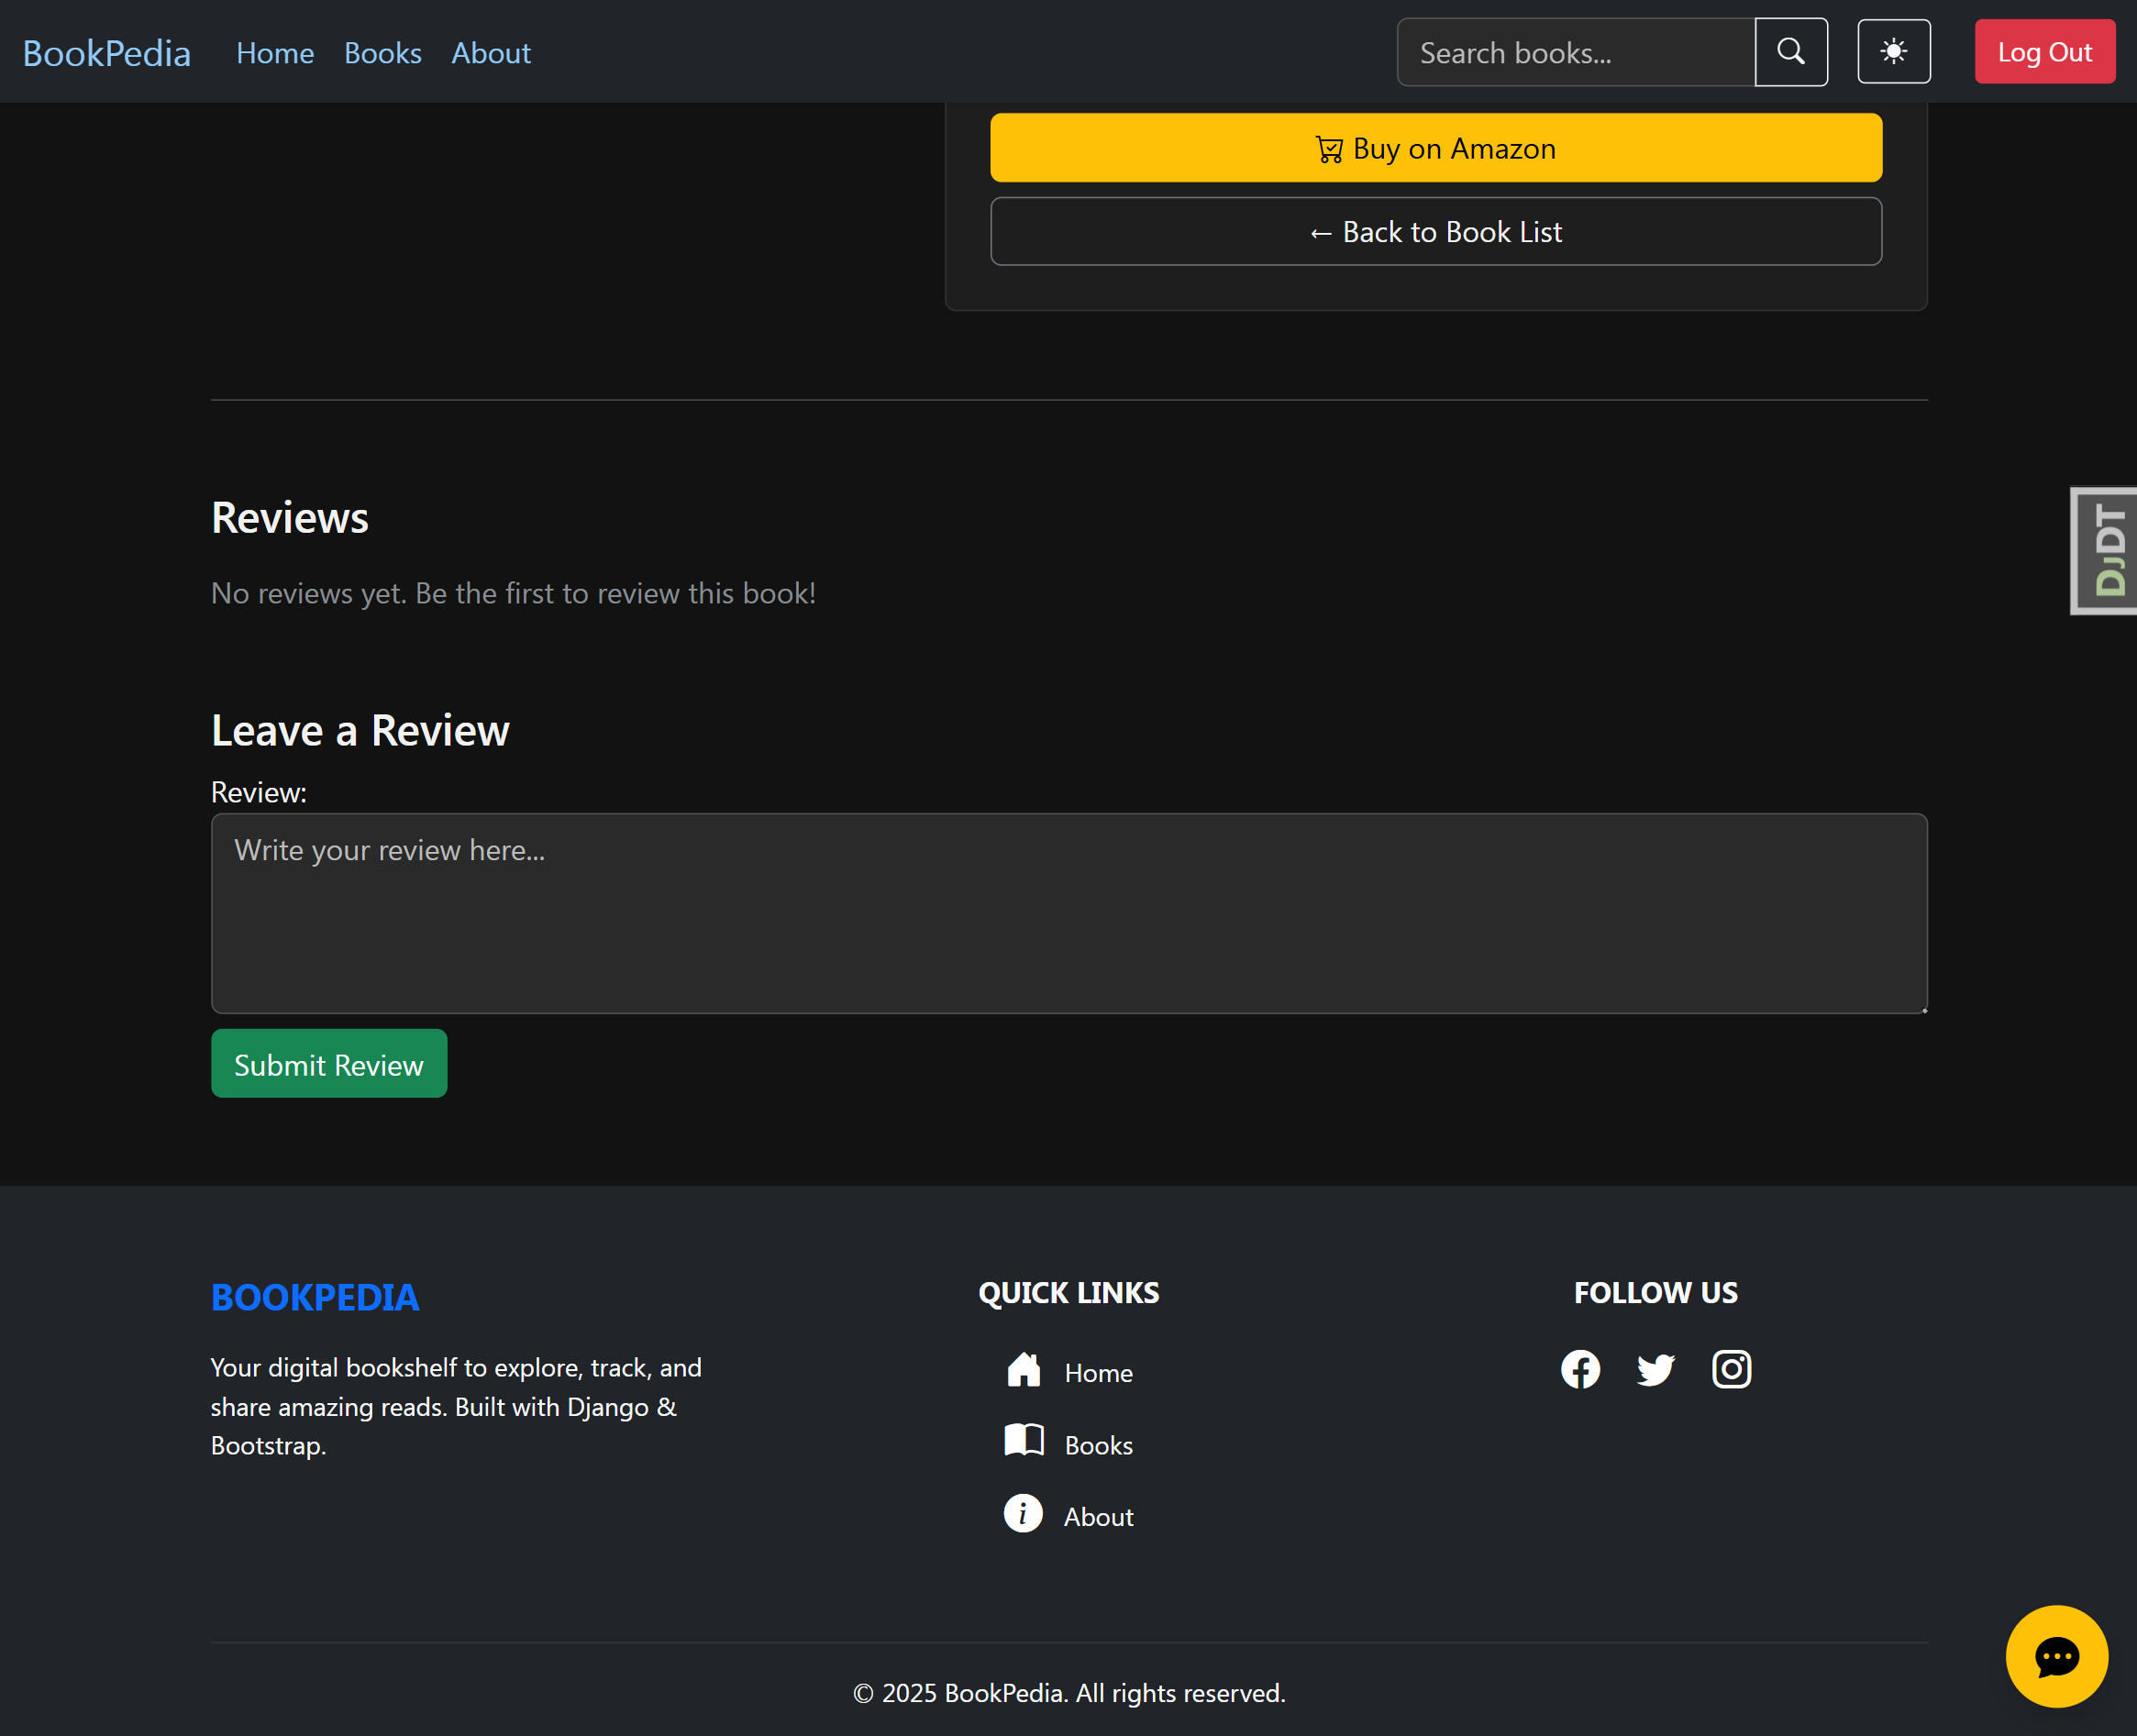 BookPedia Home Books About Search books... Log Out
Buy on Amazon
← Back to Book List
Reviews
No reviews yet. Be the first to review this book!
DJDT
Leave a Review
Review:
Write your review here...
Submit Review
BOOKPEDIA
Your digital bookshelf to explore, track, and
share amazing reads. Built with Django &
Bootstrap.
QUICK LINKS
Home
Books
About
FOLLOW US
© 2025 BookPedia. All rights reserved.